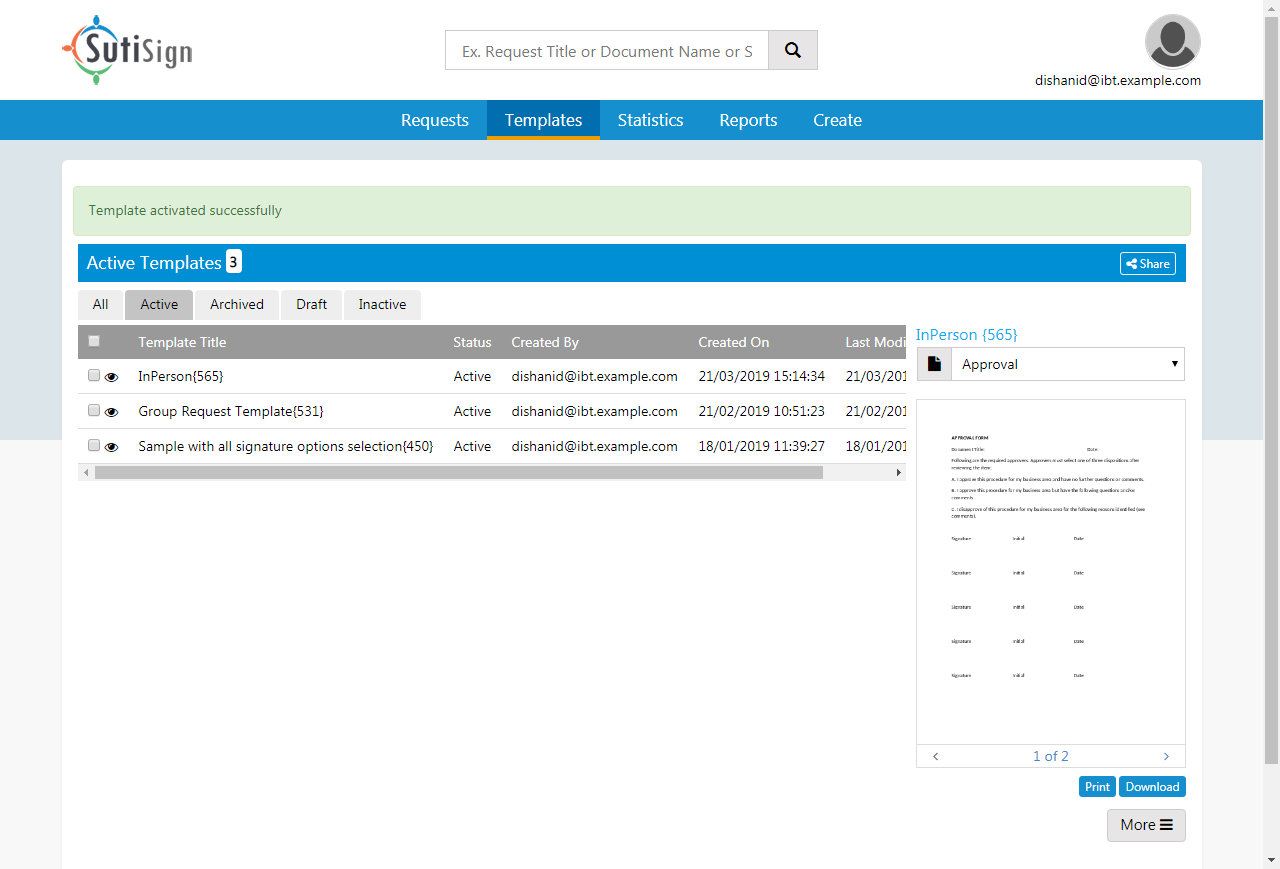 SutiSign
Ex. Request Title or Document Name or S
dishanid@ibt.example.com
Requests Templates Statistics Reports Create
Template activated successfully
Active Templates 3 Share
All Active Archived Draft Inactive
Template Title Status Created By Created On Last Modi
InPerson{565} Active dishanid@ibt.example.com 21/03/2019 15:14:34 21/03/201
Group Request Template{531} Active dishanid@ibt.example.com 21/02/2019 10:51:23 21/02/201
Sample with all signature options selection{450} Active dishanid@ibt.example.com 18/01/2019 11:39:27 18/01/201
InPerson {565}
Approval
APPROVAL FORM
Document Title: Date:
Following are the required approvers. Approvers must select one of three dispositions after
reviewing the item:
A. I approve this procedure for my business area and have no further questions or comments.
B. I approve this procedure for my business area but have the following questions and/or
comments.
C. I disapprove of this procedure for my business area for the following reasons identified (see
comments).
Signature Initial Date
Signature Initial Date
Signature Initial Date
Signature Initial Date
Signature Initial Date
1 of 2
Print Download
More